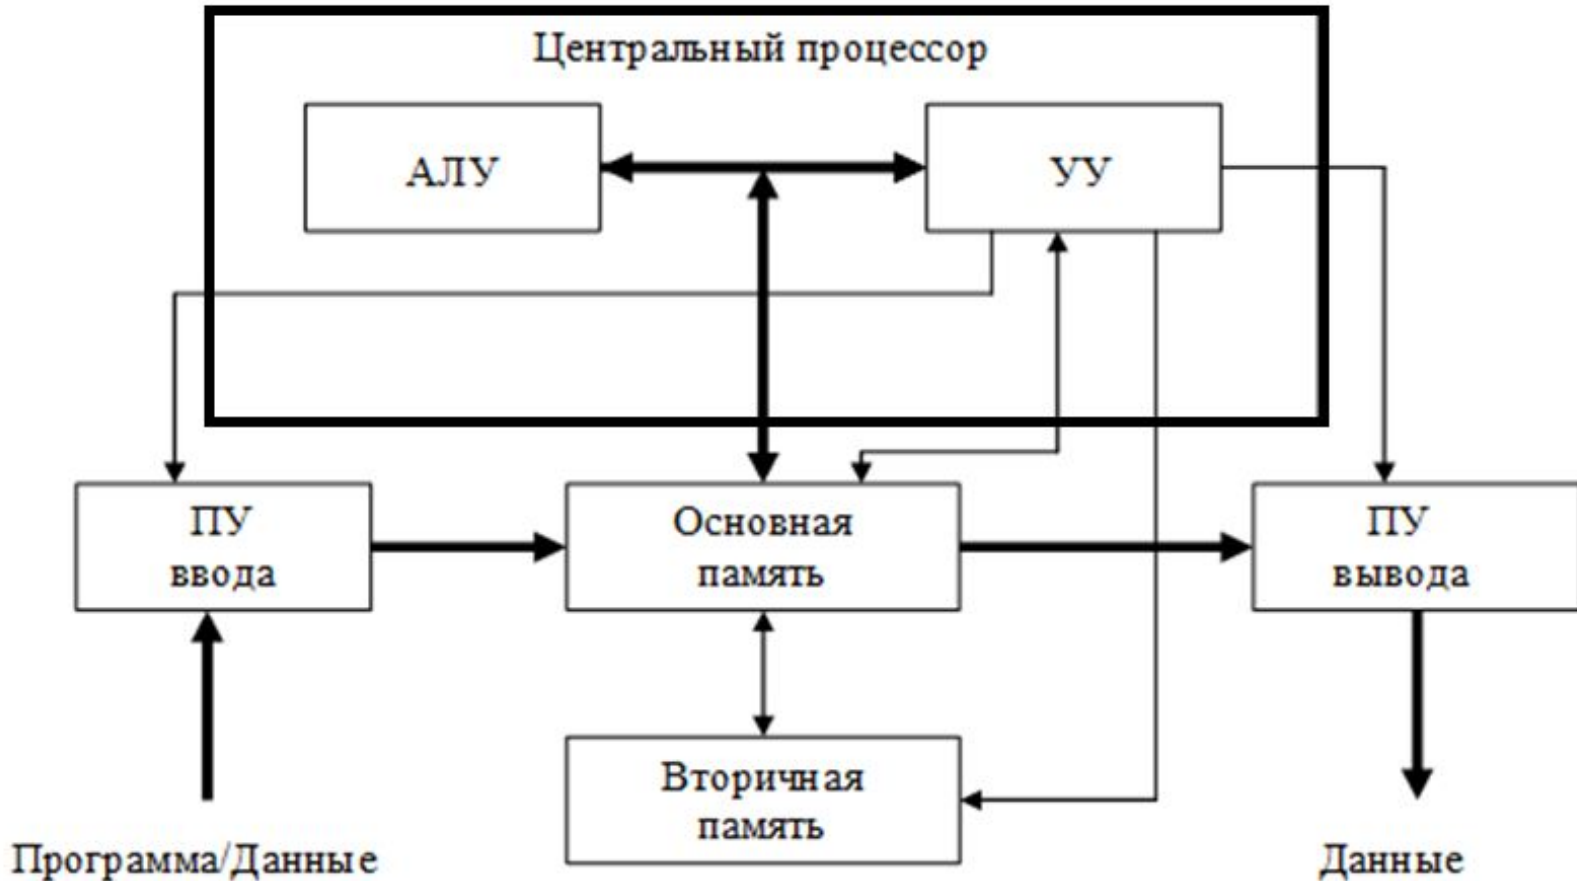 Центральный процессор
АЛУ
УУ
ПУ
ввода
Основная
память
ПУ
вывода
Вторичная
память
Программа/Данные
Данные